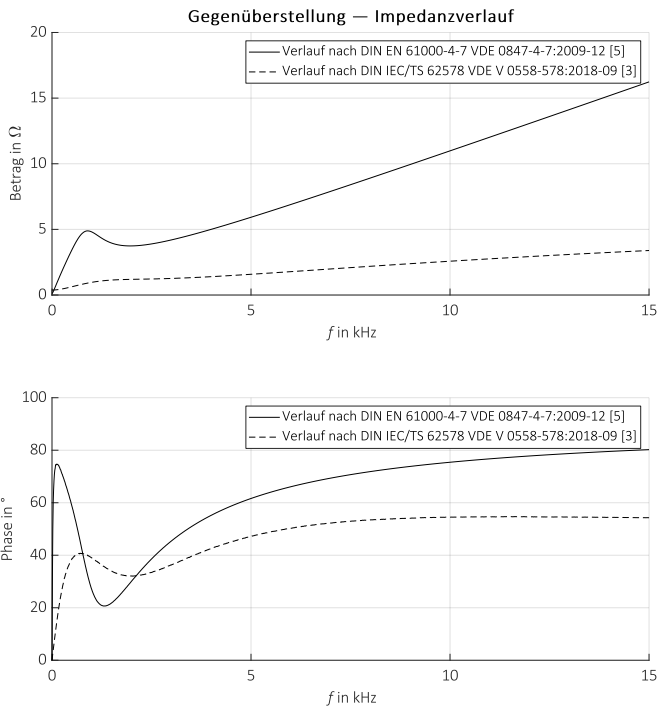 Gegenüberstellung — Impedanzverlauf
Verlauf nach DIN EN 61000-4-7 VDE 0847-4-7:2009-12 [5]
Verlauf nach DIN IEC/TS 62578 VDE V 0558-578:2018-09 [3]
Betrag in Ω
20
15
10
5
0
0 5 10 15
f in kHz
Verlauf nach DIN EN 61000-4-7 VDE 0847-4-7:2009-12 [5]
Verlauf nach DIN IEC/TS 62578 VDE V 0558-578:2018-09 [3]
Phase in °
100
80
60
40
20
0
0 5 10 15
f in kHz